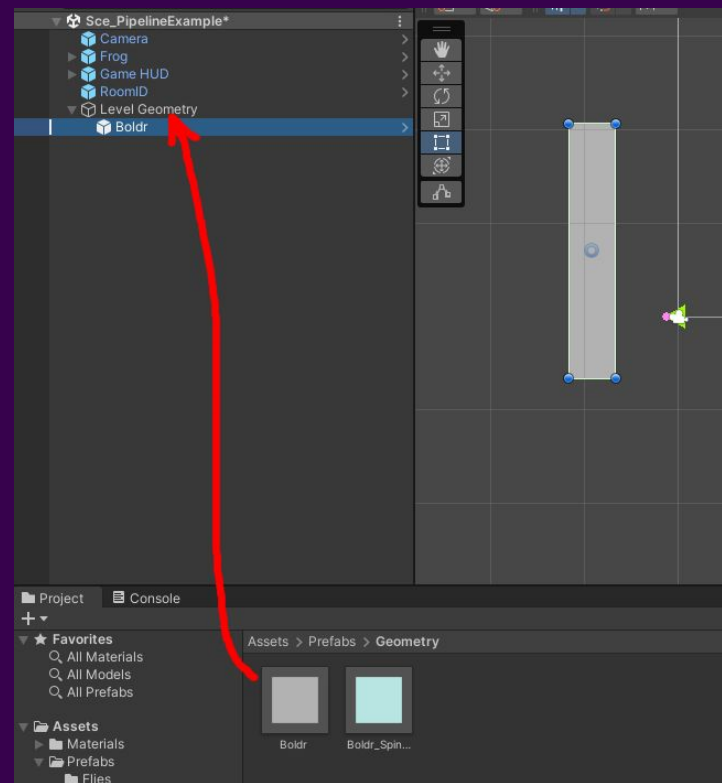 Sce_PipelineExample*
Camera
Frog
Game HUD
RoomID
Level Geometry
Boldr
Project
Console
Favorites
All Materials
All Models
All Prefabs
Assets
Materials
Prefabs
Flies
Assets > Prefabs > Geometry
Boldr
Boldr_Spin...